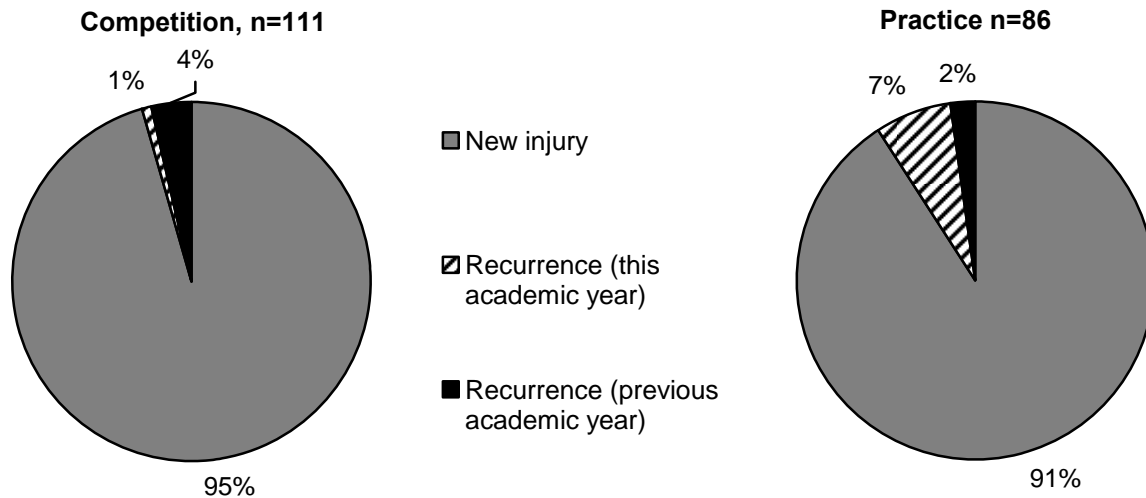 Competition, n=111
1%
4%
95%
New injury
Recurrence (this
academic year)
Recurrence (previous
academic year)
Practice n=86
7%
2%
91%